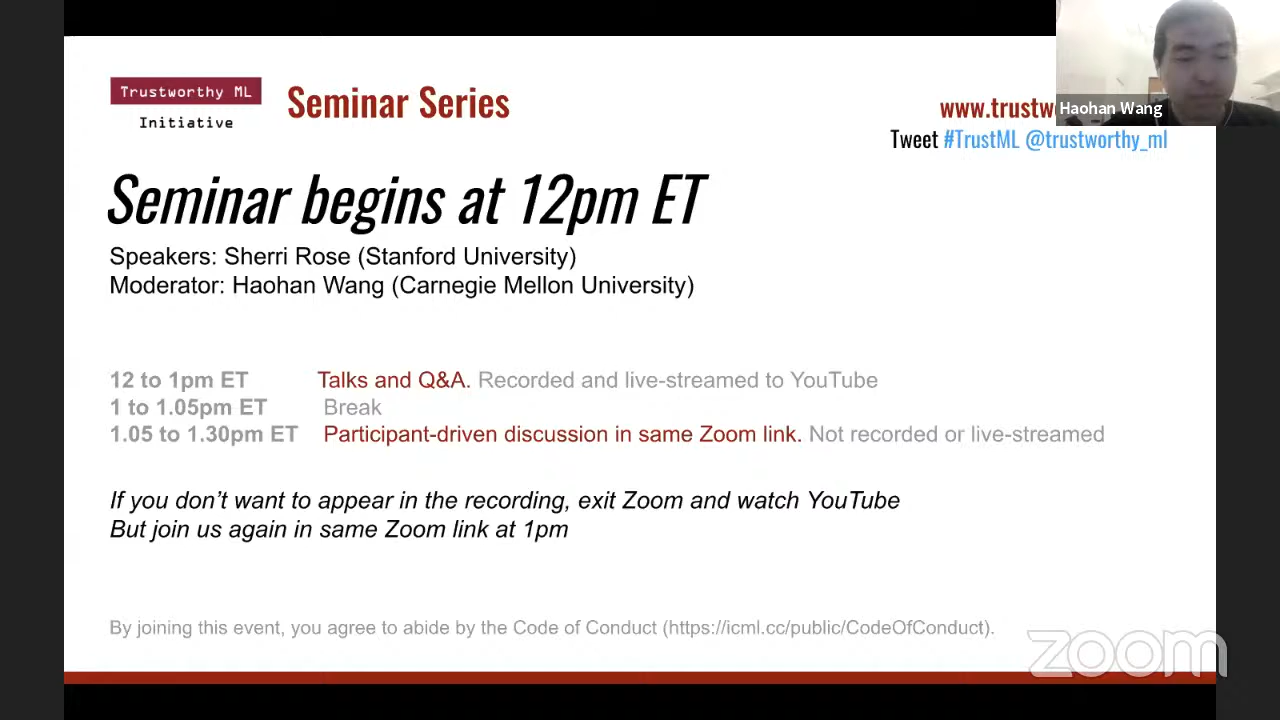 Trustworthy ML
Initiative
Seminar Series
www.trustw
Haohan Wang
Tweet #TrustML @trustworthy_ml
Seminar begins at 12pm ET
Speakers: Sherri Rose (Stanford University)
Moderator: Haohan Wang (Carnegie Mellon University)
12 to 1pm ET Talks and Q&A. Recorded and live-streamed to YouTube
1 to 1.05pm ET Break
1.05 to 1.30pm ET Participant-driven discussion in same Zoom link. Not recorded or live-streamed
If you don’t want to appear in the recording, exit Zoom and watch YouTube
But join us again in same Zoom link at 1pm
By joining this event, you agree to abide by the Code of Conduct (https://icml.cc/public/CodeOfConduct).
zoom